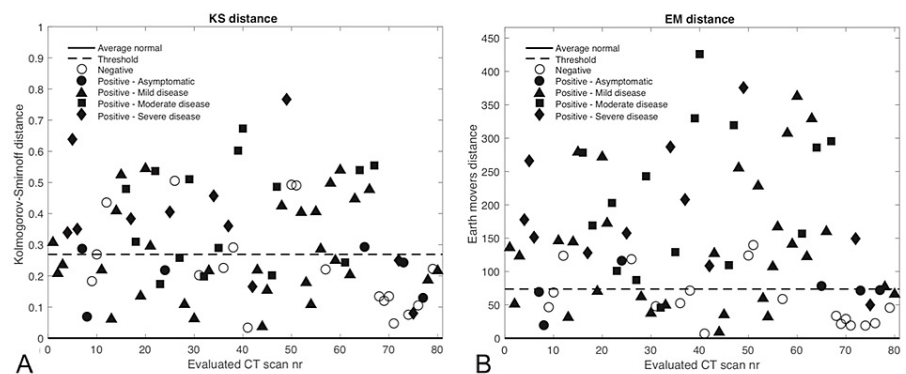 KS distance
1
0.9
0.8
0.7
0.6
0.5
0.4
0.3
0.2
0.1
0
Kolmogorov-Smirnoff distance
Average normal
Threshold
Negative
Positive - Asymptomatic
Positive - Mild disease
Positive - Moderate disease
Positive - Severe disease
0 10 20 30 40 50 60 70 80
Evaluated CT scan nr
A
EM distance
450
400
350
300
250
200
150
100
50
0
Earth movers distance
Average normal
Threshold
Negative
Positive - Asymptomatic
Positive - Mild disease
Positive - Moderate disease
Positive - Severe disease
0 10 20 30 40 50 60 70 80
Evaluated CT scan nr
B